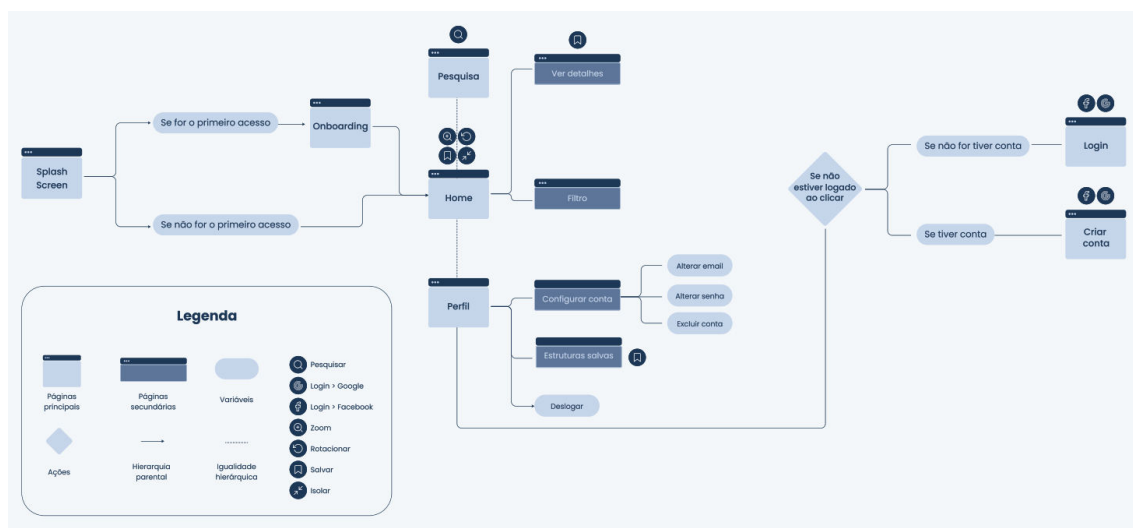 Splash
Screen
Se for o primeiro acesso
Se não for o primeiro acesso
Onboarding
Pesquisa
Home
Perfil
Ver detalhes
Filtro
Configurar conta
Alterar email
Alterar senha
Excluir conta
Estruturas salvas
Deslogar
Se não
estiver logado
ao clicar
Se não for tiver conta
Login
Se tiver conta
Criar
conta
Legenda
Páginas
principais
Páginas
secundárias
Variáveis
Ações
Hierarquia
parental
Igualdade
hierárquica
Pesquisar
Login > Google
Login > Facebook
Zoom
Rotacionar
Salvar
Isolar